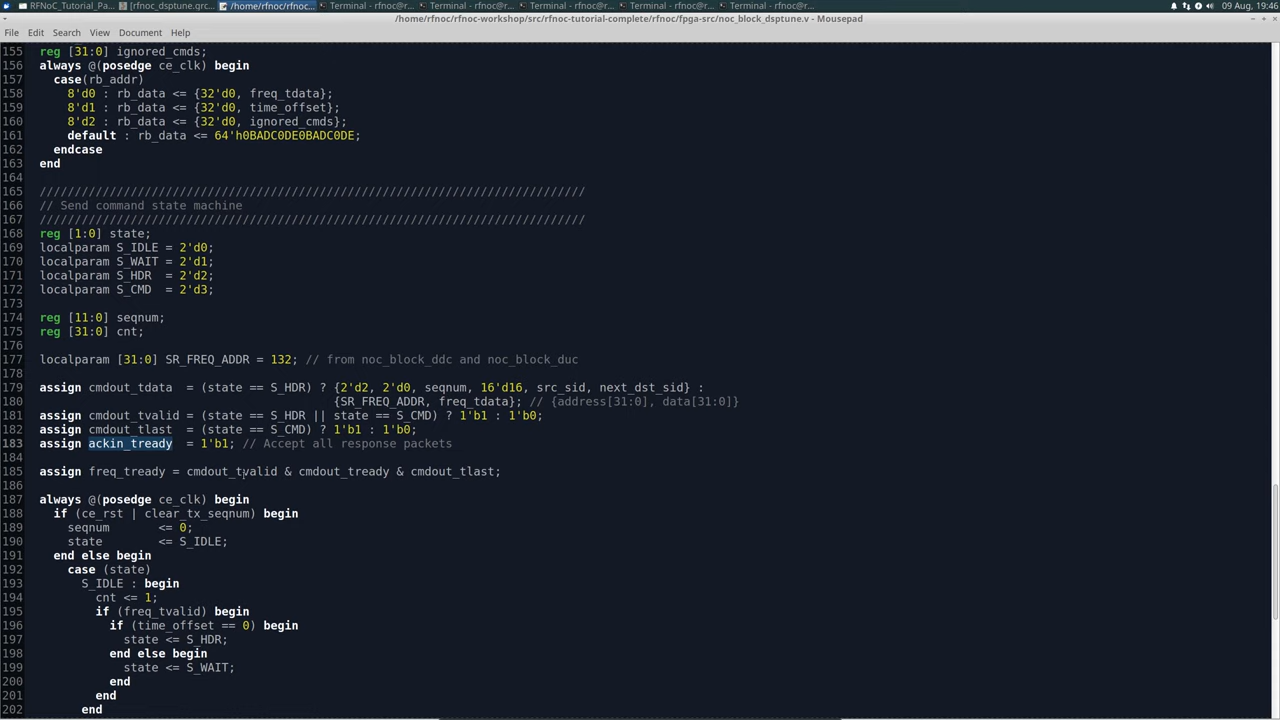 RFNoC_Tutorial_Pa...
[rfnoc_dsptune.grc...
/home/rfnoc/rfnoc...
Terminal - rfnoc@r...
Terminal - rfnoc@r...
Terminal - rfnoc@r...
Terminal - rfnoc@r...
Terminal - rfnoc@r...
09 Aug, 19:46
/home/rfnoc/rfnoc-workshop/src/rfnoc-tutorial-complete/rfnoc/fpga-src/noc_block_dsptune.v - Mousepad
File Edit Search View Document Help
155 reg [31:0] ignored_cmds;
156 always @(posedge ce_clk) begin
157   case(rb_addr)
158     8'd0 : rb_data <= {32'd0, freq_tdata};
159     8'd1 : rb_data <= {32'd0, time_offset};
160     8'd2 : rb_data <= {32'd0, ignored_cmds};
161     default : rb_data <= 64'h0BADC0DE0BADC0DE;
162   endcase
163 end
164
165 //////////////////////////////////////////////////////////////////////////////
166 // Send command state machine
167 //////////////////////////////////////////////////////////////////////////////
168 reg [1:0] state;
169 localparam S_IDLE = 2'd0;
170 localparam S_WAIT = 2'd1;
171 localparam S_HDR  = 2'd2;
172 localparam S_CMD  = 2'd3;
173
174 reg [11:0] seqnum;
175 reg [31:0] cnt;
176
177 localparam [31:0] SR_FREQ_ADDR = 132; // from noc_block_ddc and noc_block_duc
178
179 assign cmdout_tdata  = (state == S_HDR) ? {2'd2, 2'd0, seqnum, 16'd16, src_sid, next_dst_sid} :
180                                           {SR_FREQ_ADDR, freq_tdata}; // {address[31:0], data[31:0]}
181 assign cmdout_tvalid = (state == S_HDR || state == S_CMD) ? 1'b1 : 1'b0;
182 assign cmdout_tlast  = (state == S_CMD) ? 1'b1 : 1'b0;
183 assign ackin_tready  = 1'b1; // Accept all response packets
184
185 assign freq_tready = cmdout_tvalid & cmdout_tready & cmdout_tlast;
186
187 always @(posedge ce_clk) begin
188   if (ce_rst | clear_tx_seqnum) begin
189     seqnum       <= 0;
190     state        <= S_IDLE;
191   end else begin
192     case (state)
193       S_IDLE : begin
194         cnt <= 1;
195         if (freq_tvalid) begin
196           if (time_offset == 0) begin
197             state <= S_HDR;
198           end else begin
199             state <= S_WAIT;
200           end
201         end
202       end